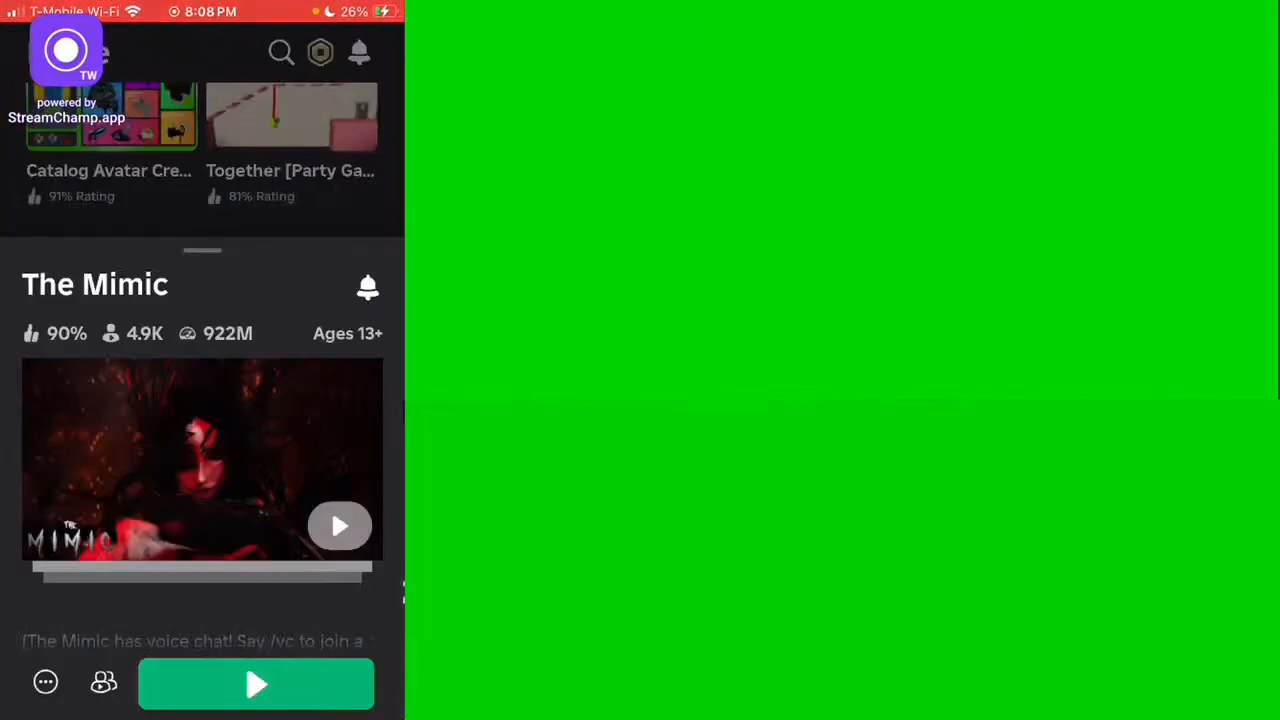 T-Mobile Wi-Fi
8:08 PM
26%
TW
powered by
StreamChamp.app
Catalog Avatar Cre...
Together [Party Ga...
91% Rating
81% Rating
The Mimic
90%
4.9K
922M
Ages 13+
THE
MIMIC
[The Mimic has voice chat! Say /vc to join a